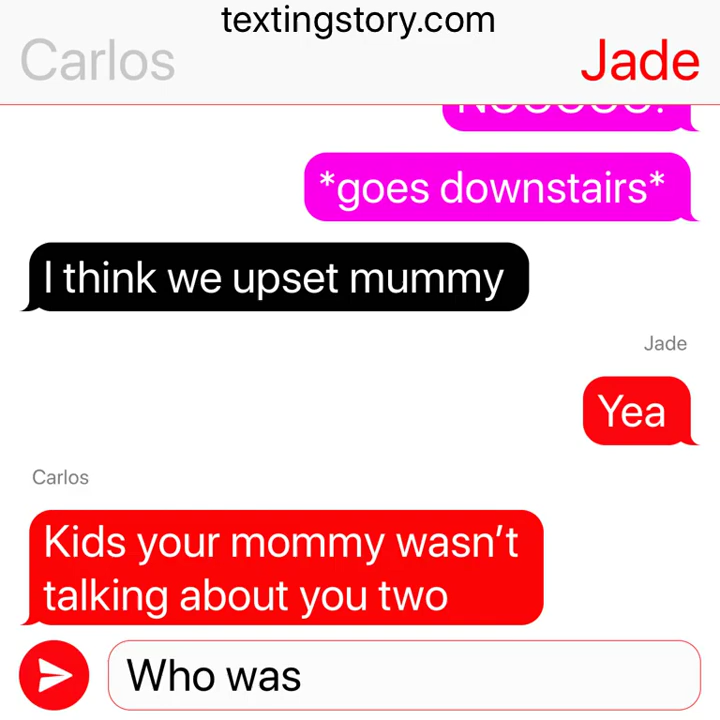 textingstory.com
Carlos
Jade
*goes downstairs*
I think we upset mummy
Jade
Yea
Carlos
Kids your mommy wasn't
talking about you two
Who was